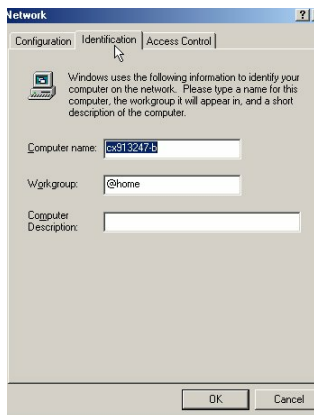 Network
Configuration Identification Access Control
Windows uses the following information to identify your
computer on the network. Please type a name for this
computer, the workgroup it will appear in, and a short
description of the computer.
Computer name: cx913247-b
Workgroup: @home
Computer
Description:
OK Cancel